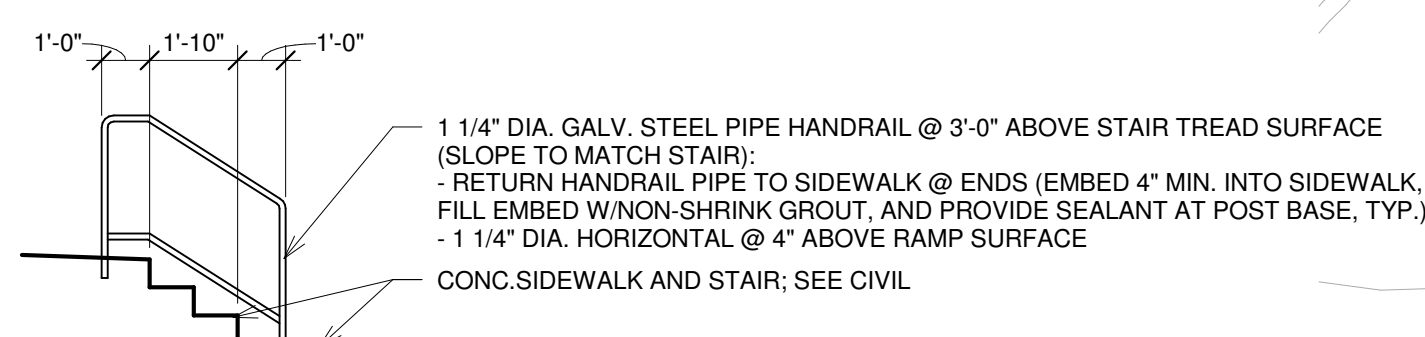 1'-0" 1'-10" 1'-0"
1 1/4" DIA. GALV. STEEL PIPE HANDRAIL @ 3'-0" ABOVE STAIR TREAD SURFACE
(SLOPE TO MATCH STAIR):
- RETURN HANDRAIL PIPE TO SIDEWALK @ ENDS (EMBED 4" MIN. INTO SIDEWALK,
FILL EMBED W/NON-SHRINK GROUT, AND PROVIDE SEALANT AT POST BASE, TYP.)
- 1 1/4" DIA. HORIZONTAL @ 4" ABOVE RAMP SURFACE
CONC.SIDEWALK AND STAIR; SEE CIVIL